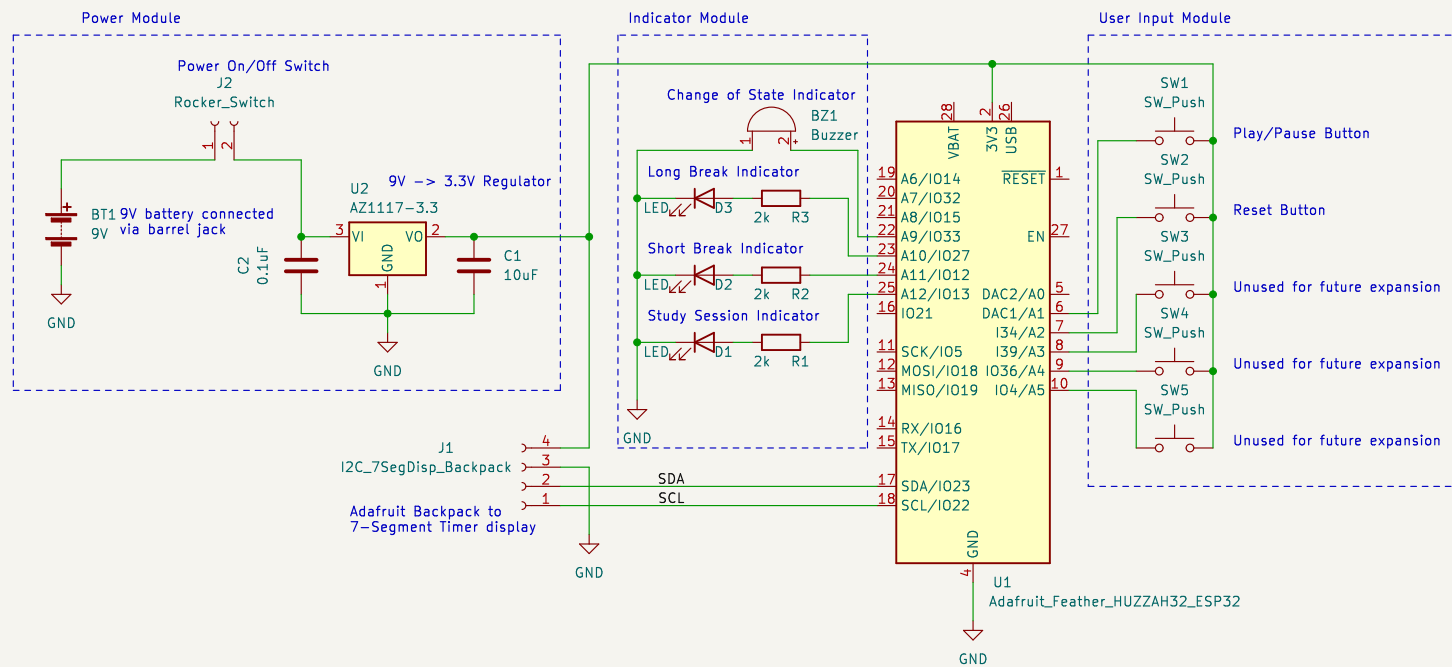 Power Module
Power On/Off Switch
J2
Rocker_Switch
1
2
9V -> 3.3V Regulator
U2
AZ1117-3.3
BT1
9V
9V battery connected
via barrel jack
+
GND
C2
0.1uF
3
VI
VO
2
GND
1
C1
10uF
GND
Indicator Module
Change of State Indicator
BZ1
Buzzer
1
2
+
Long Break Indicator
LED
D3
2k
R3
Short Break Indicator
LED
D2
2k
R2
Study Session Indicator
LED
D1
2k
R1
GND
J1
I2C_7SegDisp_Backpack
4
3
2
1
Adafruit Backpack to
7-Segment Timer display
SDA
SCL
GND
28
VBAT
2
3V3
26
USB
19 A6/IO14
20 A7/IO32
21 A8/IO15
22 A9/IO33
23 A10/IO27
24 A11/IO12
25 A12/IO13
16 IO21
11 SCK/IO5
12 MOSI/IO18
13 MISO/IO19
14 RX/IO16
15 TX/IO17
17 SDA/IO23
18 SCL/IO22
RESET 1
EN 27
DAC2/A0 5
DAC1/A1 6
I34/A2 7
I39/A3 8
IO36/A4 9
IO4/A5 10
GND
4
U1
Adafruit_Feather_HUZZAH32_ESP32
GND
User Input Module
SW1
SW_Push
Play/Pause Button
SW2
SW_Push
Reset Button
SW3
SW_Push
Unused for future expansion
SW4
SW_Push
Unused for future expansion
SW5
SW_Push
Unused for future expansion